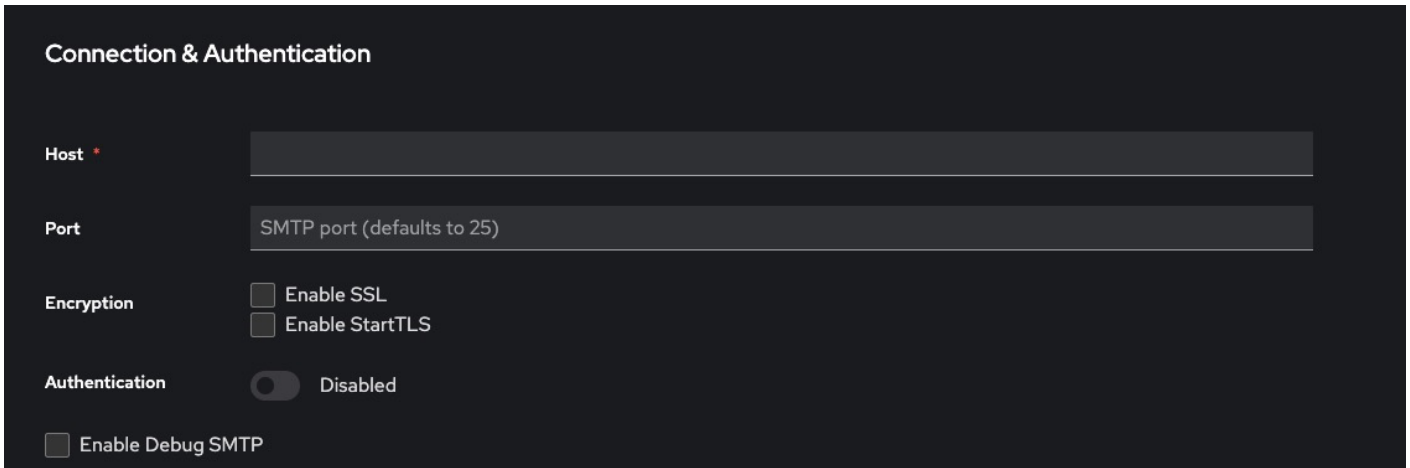 Connection & Authentication
Host *
Port SMTP port (defaults to 25)
Encryption Enable SSL
Enable StartTLS
Authentication Disabled
Enable Debug SMTP